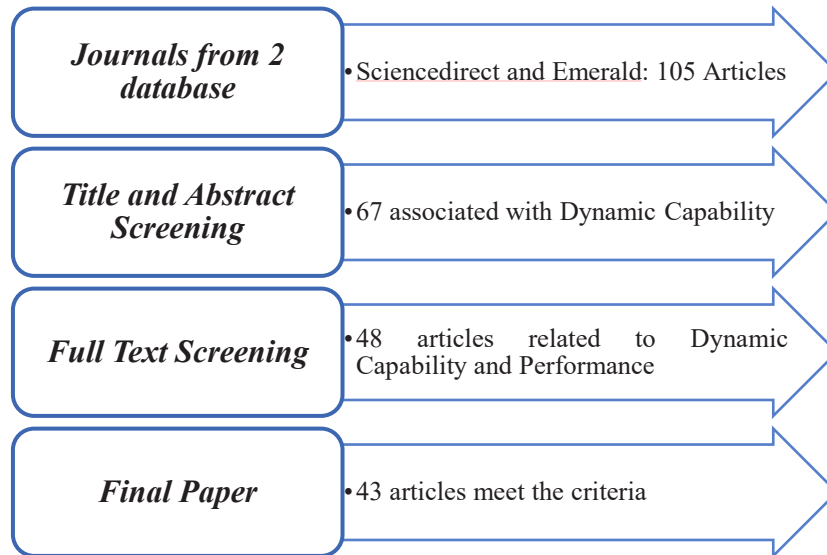 Journals from 2
database
•Sciencedirect and Emerald: 105 Articles
Title and Abstract
Screening
•67 associated with Dynamic Capability
Full Text Screening
•48 articles related to Dynamic
Capability and Performance
Final Paper
•43 articles meet the criteria